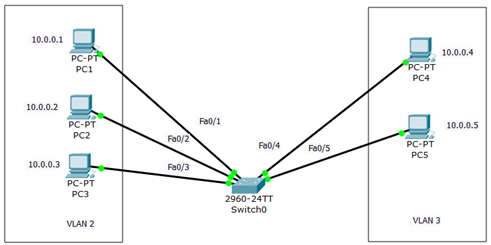 10.0.0.1
PC-PT
PC1
10.0.0.2
PC-PT
PC2
10.0.0.3
PC-PT
PC3
VLAN 2
Fa0/1
Fa0/2
Fa0/3
Fa0/4
Fa0/5
2960-24TT
Switch0
10.0.0.4
PC-PT
PC4
10.0.0.5
PC-PT
PC5
VLAN 3